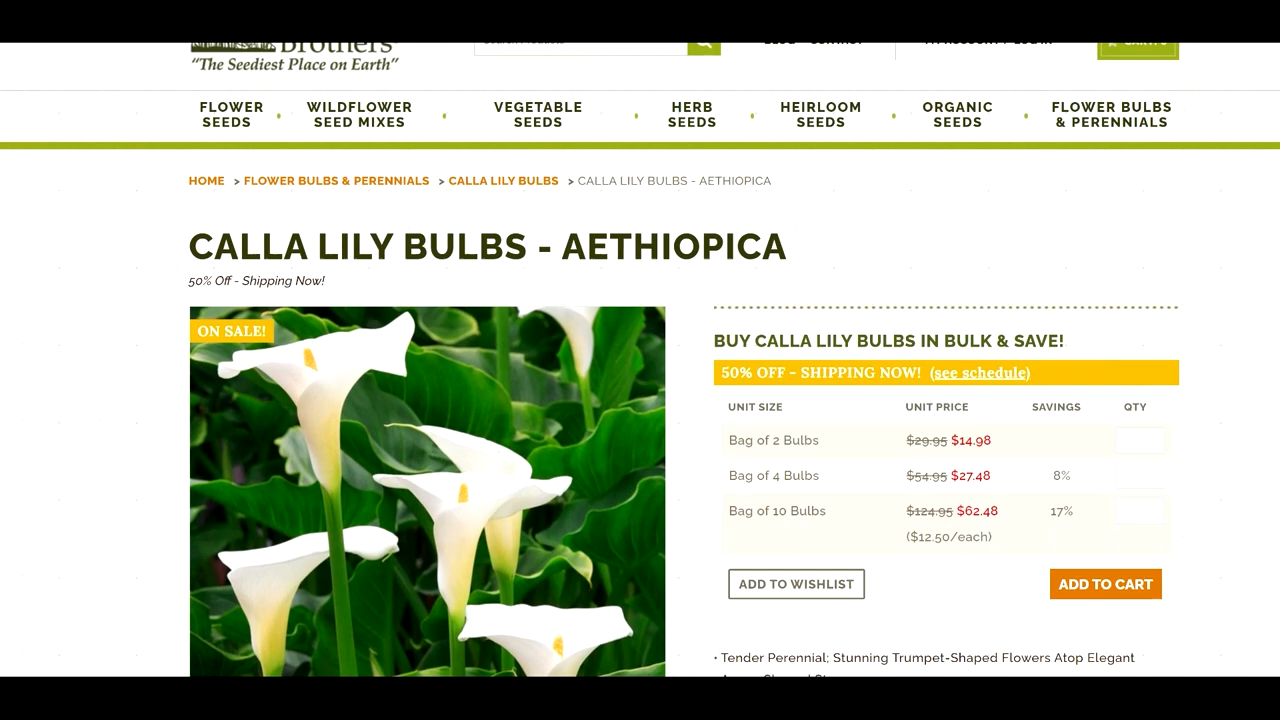 Brothers
"The Seediest Place on Earth"
FLOWER
SEEDS
WILDFLOWER
SEED MIXES
VEGETABLE
SEEDS
HERB
SEEDS
HEIRLOOM
SEEDS
ORGANIC
SEEDS
FLOWER BULBS
& PERENNIALS
HOME > FLOWER BULBS & PERENNIALS > CALLA LILY BULBS > CALLA LILY BULBS - AETHIOPICA
CALLA LILY BULBS - AETHIOPICA
50% Off - Shipping Now!
ON SALE!
BUY CALLA LILY BULBS IN BULK & SAVE!
50% OFF - SHIPPING NOW! (see schedule)
UNIT SIZE UNIT PRICE SAVINGS QTY
Bag of 2 Bulbs $29.95 $14.98
Bag of 4 Bulbs $54.95 $27.48 8%
Bag of 10 Bulbs $124.95 $62.48 17%
($12.50/each)
ADD TO WISHLIST ADD TO CART
• Tender Perennial; Stunning Trumpet-Shaped Flowers Atop Elegant